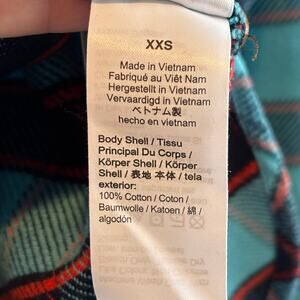 XXS
Made in Vietnam
Fabriqué au Viêt Nam
Hergestellt in Vietnam
Vervaardigd in Vietnam
ベトナム製
hecho en vietnam
Body Shell / Tissu
Principal Du Corps /
Körper Shell / Körper
Shell / 表地 本体 / tela
exterior:
100% Cotton / Coton /
Baumwolle / Katoen / 綿 /
algodón